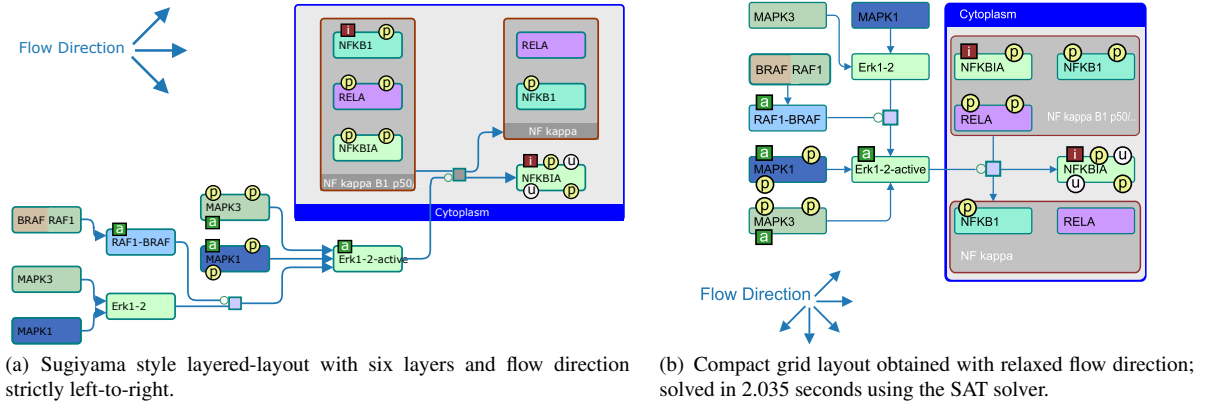 Flow Direction
i
p
NFKB1
p
p
RELA
p
p
NFKBIA
NF kappa B1 p50/
RELA
p
NFKB1
NF kappa
i
p
u
NFKBIA
u
p
Cytoplasm
p
p
MAPK3
a
BRAF RAF1
a
RAF1-BRAF
a
p
MAPK1
p
a
Erk1-2-active
MAPK3
Erk1-2
MAPK1
(a) Sugiyama style layered-layout with six layers and flow direction
strictly left-to-right.
MAPK3
MAPK1
Cytoplasm
i
p
NFKBIA
p
NFKB1
Erk1-2
BRAF RAF1
a
RAF1-BRAF
p
p
RELA
NF kappa B1 p50/..
a
p
MAPK1
p
a
Erk1-2-active
i
p
u
NFKBIA
u
p
p
p
MAPK3
a
p
NFKB1
RELA
NF kappa
Flow Direction
(b) Compact grid layout obtained with relaxed flow direction;
solved in 2.035 seconds using the SAT solver.